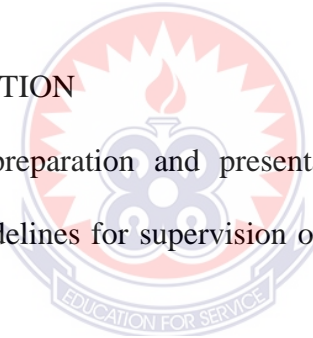 TION
preparation and present
delines for supervision o
EDUCATION FOR SERVICE